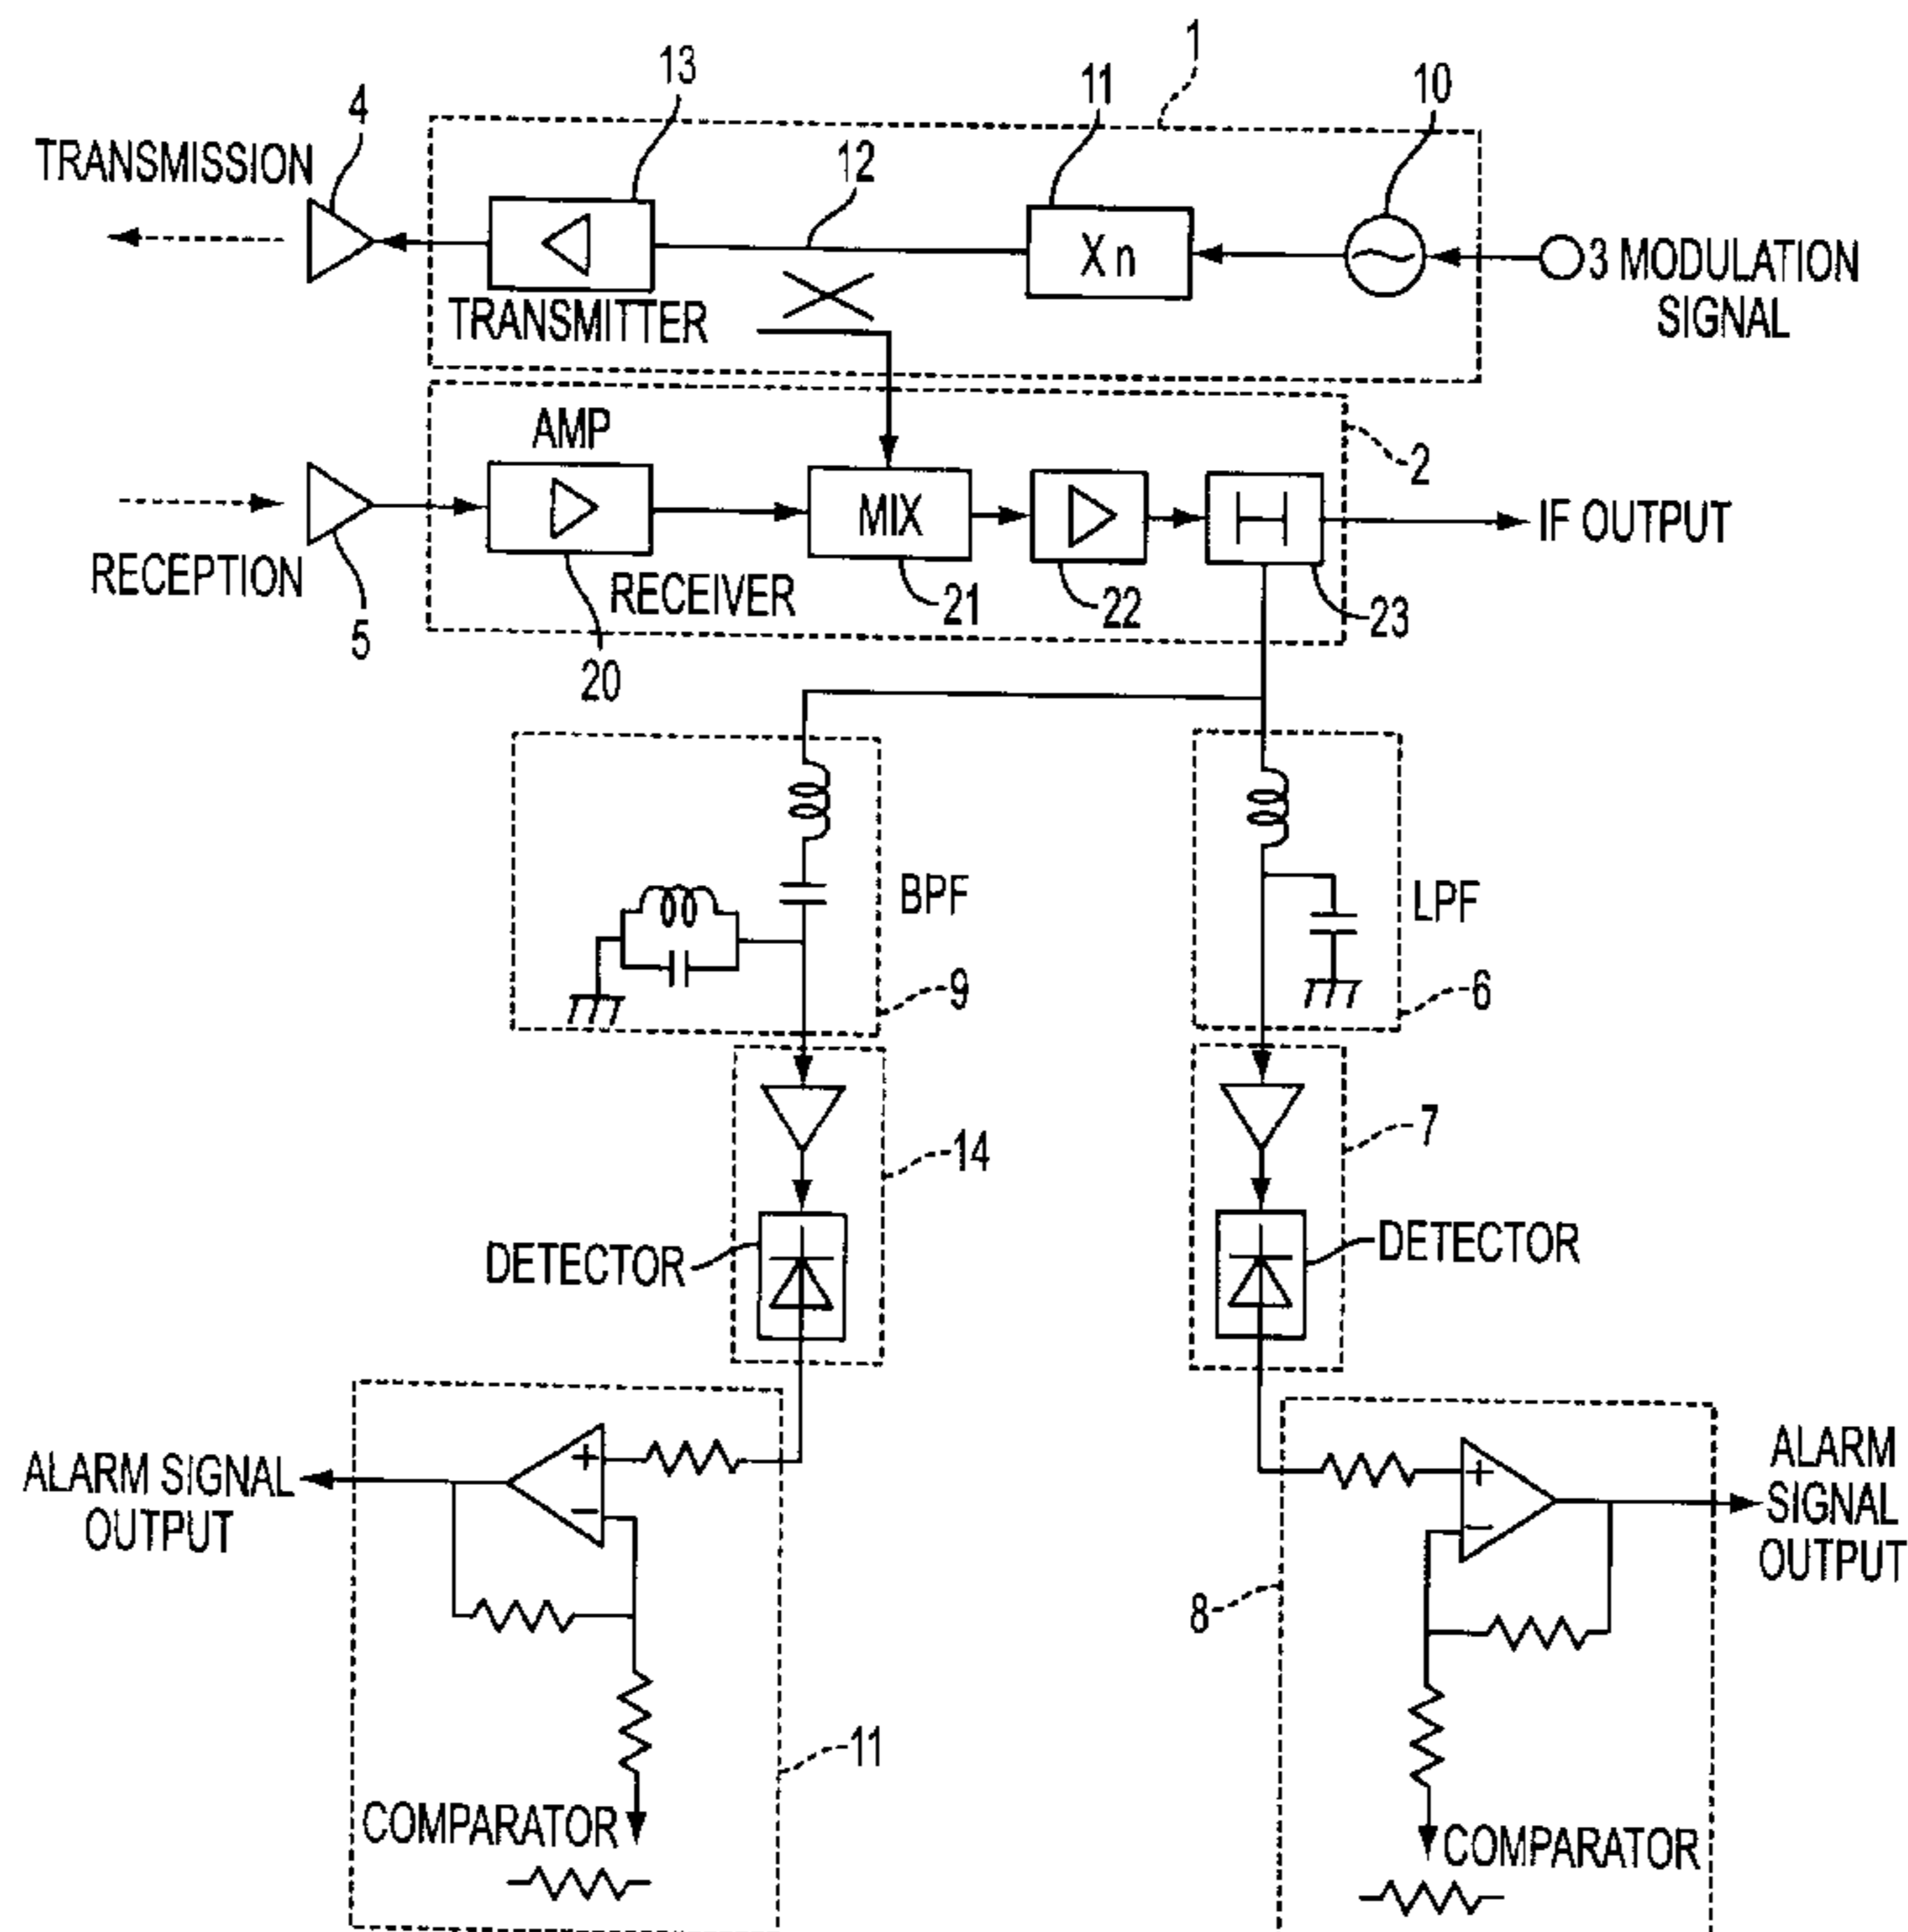 1
13
11
10
4
12
TRANSMISSION
Xn
3 MODULATION
SIGNAL
TRANSMITTER
AMP
2
MIX
IF OUTPUT
RECEPTION
RECEIVER
21
22
23
5
20
BPF
LPF
9
6
14
7
DETECTOR
DETECTOR
ALARM SIGNAL
OUTPUT
+
−
+
−
ALARM
SIGNAL
OUTPUT
8
11
COMPARATOR
COMPARATOR